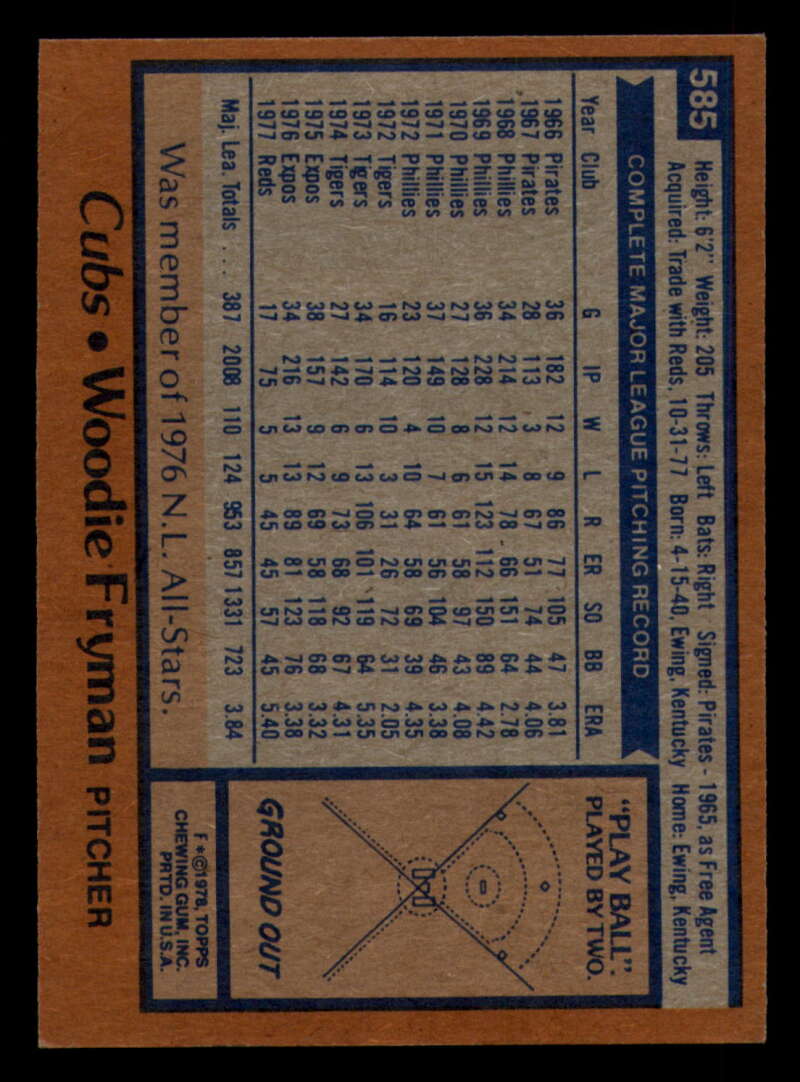 585
Height: 6'2" Weight: 205 Throws: Left Bats: Right Signed: Pirates - 1965, as Free Agent
Acquired: Trade with Reds, 10-31-77 Born: 4-15-40, Ewing, Kentucky Home: Ewing, Kentucky
COMPLETE MAJOR LEAGUE PITCHING RECORD
Year Club G IP W L R ER SO BB ERA
1966 Pirates 36 182 12 9 86 77 105 47 3.81
1967 Pirates 28 113 3 8 67 51 74 44 4.06
1968 Phillies 34 214 12 14 78 66 151 64 2.78
1969 Phillies 36 228 12 15 123 112 150 89 4.42
1970 Phillies 27 128 8 6 61 58 97 43 4.08
1971 Phillies 37 149 10 7 61 56 104 46 3.38
1972 Phillies 23 120 4 10 64 58 69 39 4.35
1972 Tigers 16 114 10 3 31 26 72 31 2.05
1973 Tigers 34 170 6 13 106 101 119 64 5.35
1974 Tigers 27 142 6 9 73 68 92 67 4.31
1975 Expos 38 157 9 12 69 58 118 68 3.32
1976 Expos 34 216 13 13 89 81 123 76 3.38
1977 Reds 17 75 5 5 45 45 57 45 5.40
Maj. Lea. Totals ... 387 2008 110 124 953 857 1331 723 3.84
Was member of 1976 N.L. All-Stars.
"PLAY BALL".
PLAYED BY TWO.
GROUND OUT
F*©1978, TOPPS
CHEWING GUM, INC.
PRTD. IN U.S.A.
Cubs • Woodie Fryman PITCHER